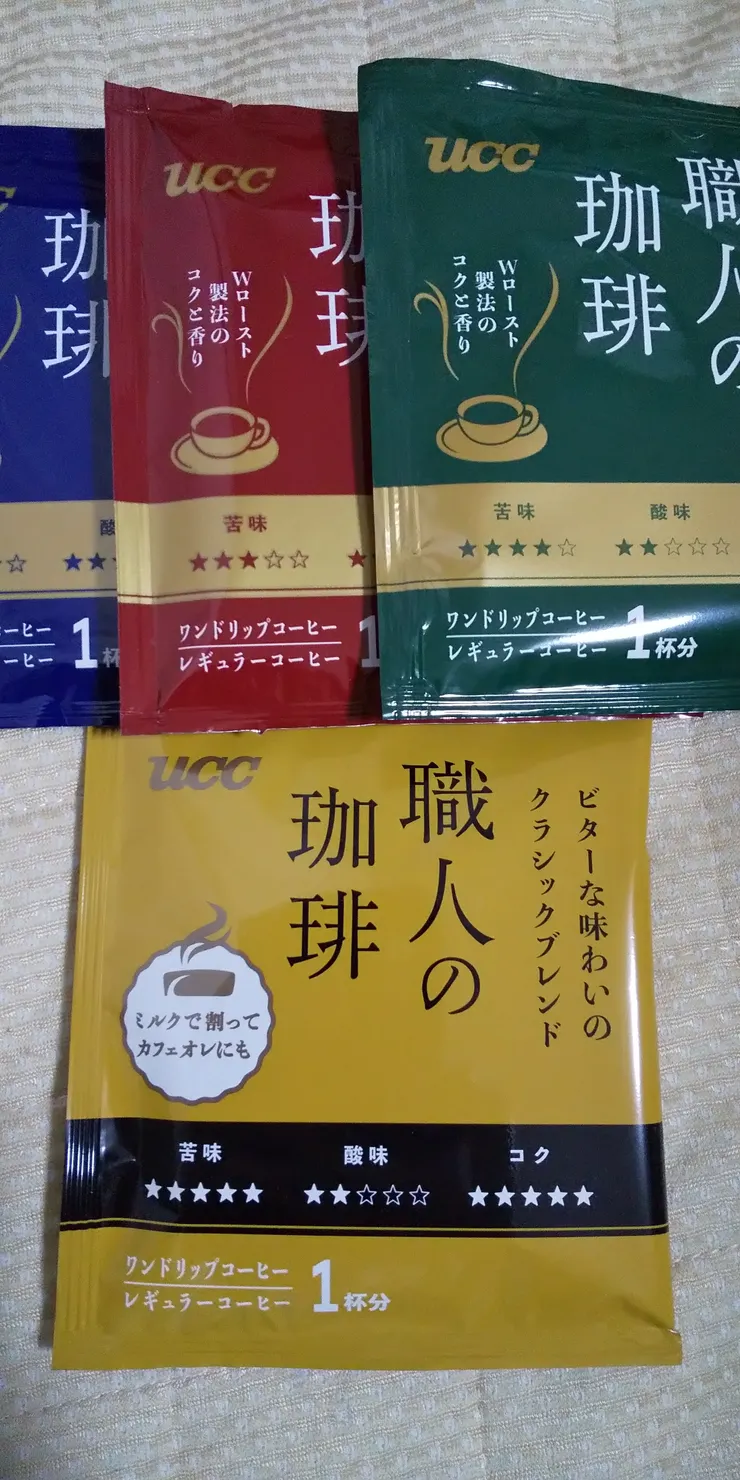 珈琲
酸
ーヒー
ーヒー
1杯
ucc
珈琲
Wロースト
製法の
コクと香り
苦味
★★★☆☆
ワンドリップコーヒー
レギュラーコーヒー
1
ucc
職人の
珈琲
Wロースト
製法の
コクと香り
苦味 酸味
★★★★☆ ★★☆☆☆
ワンドリップコーヒー
レギュラーコーヒー
1杯分
ucc
ビターな味わいの
クラシックブレンド
職人の
珈琲
ミルクで割って
カフェオレにも
苦味 酸味 コク
★★★★★ ★★☆☆☆ ★★★★★
ワンドリップコーヒー
レギュラーコーヒー
1杯分